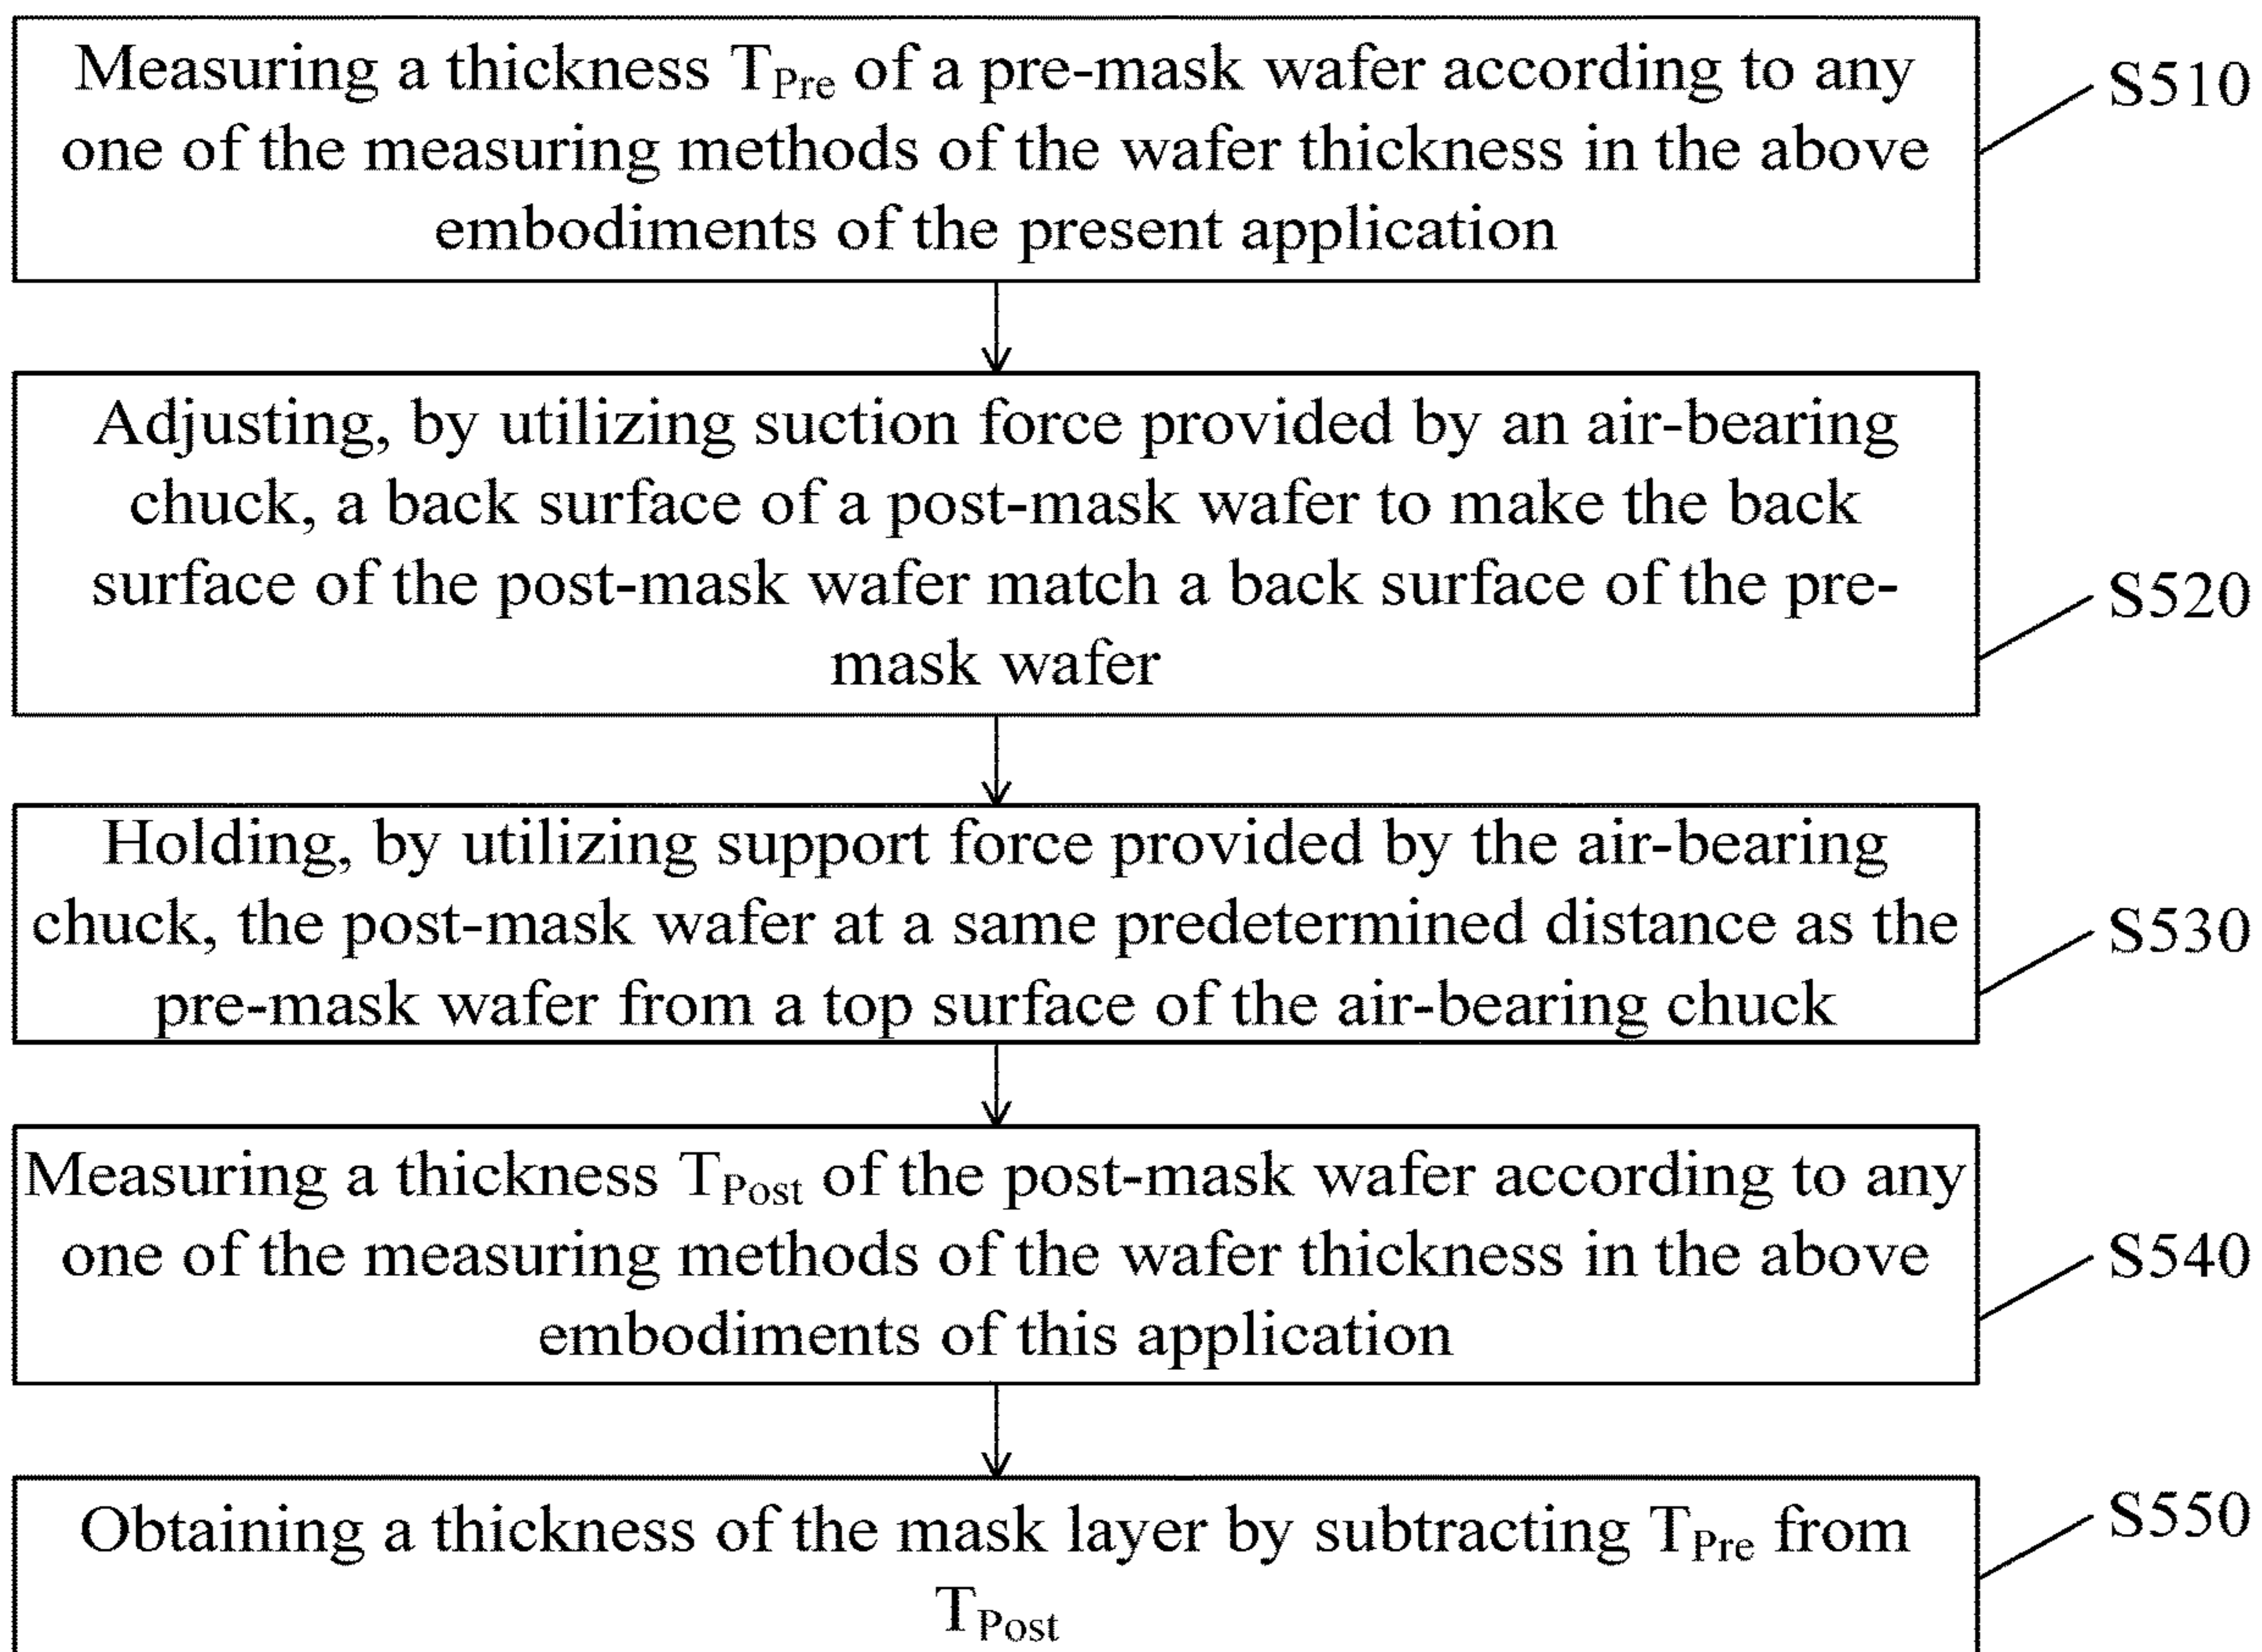 Measuring a thickness TPre of a pre-mask wafer according to any
one of the measuring methods of the wafer thickness in the above
embodiments of the present application
S510
Adjusting, by utilizing suction force provided by an air-bearing
chuck, a back surface of a post-mask wafer to make the back
surface of the post-mask wafer match a back surface of the pre-
mask wafer
S520
Holding, by utilizing support force provided by the air-bearing
chuck, the post-mask wafer at a same predetermined distance as the
pre-mask wafer from a top surface of the air-bearing chuck
S530
Measuring a thickness TPost of the post-mask wafer according to any
one of the measuring methods of the wafer thickness in the above
embodiments of this application
S540
Obtaining a thickness of the mask layer by subtracting TPre from
TPost
S550